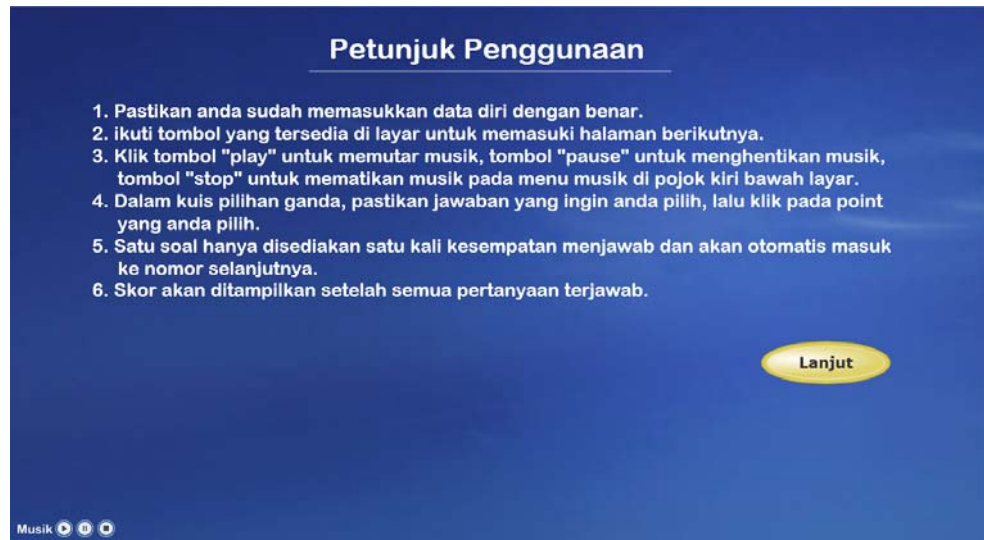 Petunjuk Penggunaan
1. Pastikan anda sudah memasukkan data diri dengan benar.
2. ikuti tombol yang tersedia di layar untuk memasuki halaman berikutnya.
3. Klik tombol "play" untuk memutar musik, tombol "pause" untuk menghentikan musik,
tombol "stop" untuk mematikan musik pada menu musik di pojok kiri bawah layar.
4. Dalam kuis pilihan ganda, pastikan jawaban yang ingin anda pilih, lalu klik pada point
yang anda pilih.
5. Satu soal hanya disediakan satu kali kesempatan menjawab dan akan otomatis masuk
ke nomor selanjutnya.
6. Skor akan ditampilkan setelah semua pertanyaan terjawab.
Lanjut
Musik